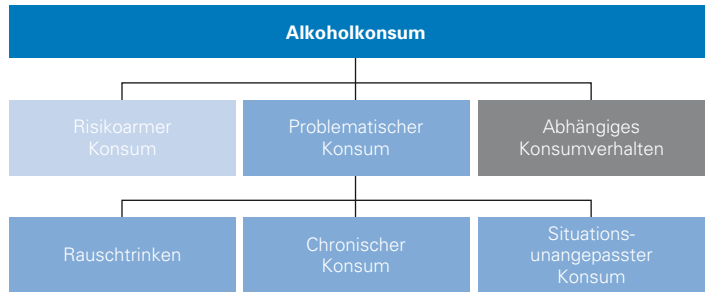 Alkoholkonsum
Risikoarmer
Konsum
Problematischer
Konsum
Abhängiges
Konsumverhalten
Rauschtrinken
Chronischer
Konsum
Situations-
unangepasster
Konsum